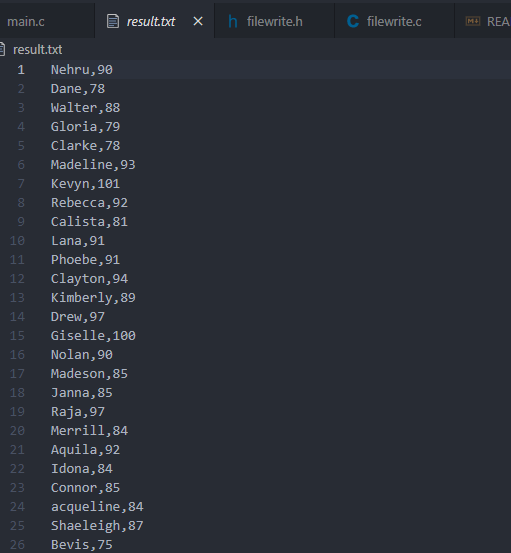 main.c result.txt × h filewrite.h C filewrite.c REA
result.txt
1 Nehru,90
2 Dane,78
3 Walter,88
4 Gloria,79
5 Clarke,78
6 Madeline,93
7 Kevyn,101
8 Rebecca,92
9 Calista,81
10 Lana,91
11 Phoebe,91
12 Clayton,94
13 Kimberly,89
14 Drew,97
15 Giselle,100
16 Nolan,90
17 Madeson,85
18 Janna,85
19 Raja,97
20 Merrill,84
21 Aquila,92
22 Idona,84
23 Connor,85
24 acqueline,84
25 Shaeleigh,87
26 Bevis,75